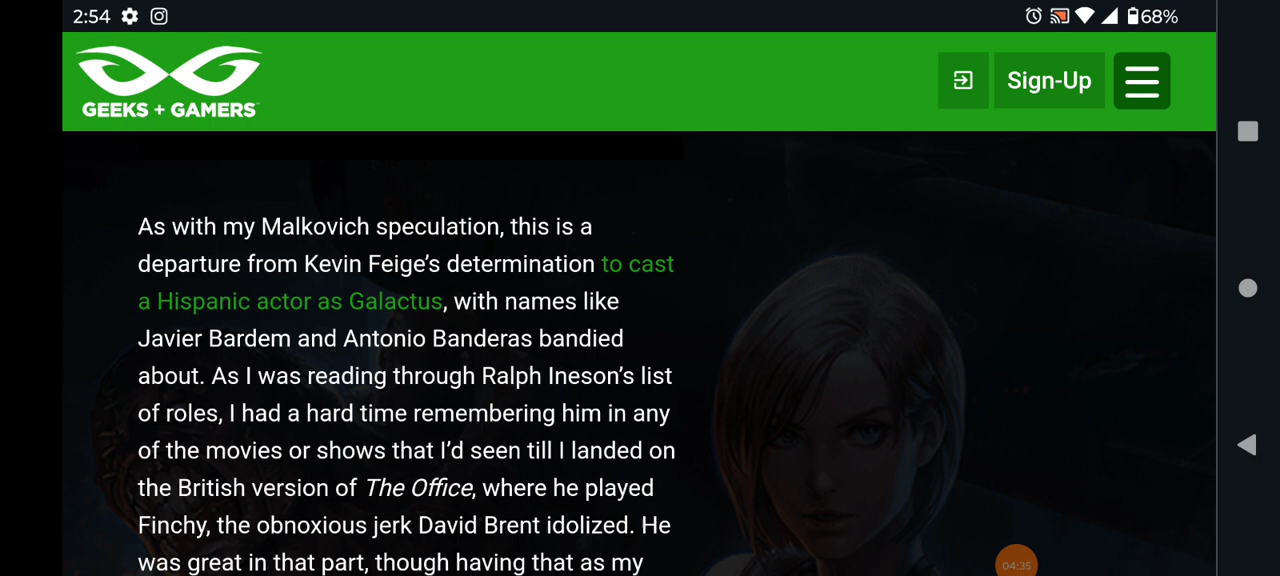 2:54 68%
GEEKS + GAMERS
Sign-Up
As with my Malkovich speculation, this is a
departure from Kevin Feige’s determination to cast
a Hispanic actor as Galactus, with names like
Javier Bardem and Antonio Banderas bandied
about. As I was reading through Ralph Ineson’s list
of roles, I had a hard time remembering him in any
of the movies or shows that I’d seen till I landed on
the British version of The Office, where he played
Finchy, the obnoxious jerk David Brent idolized. He
was great in that part, though having that as my
04:35